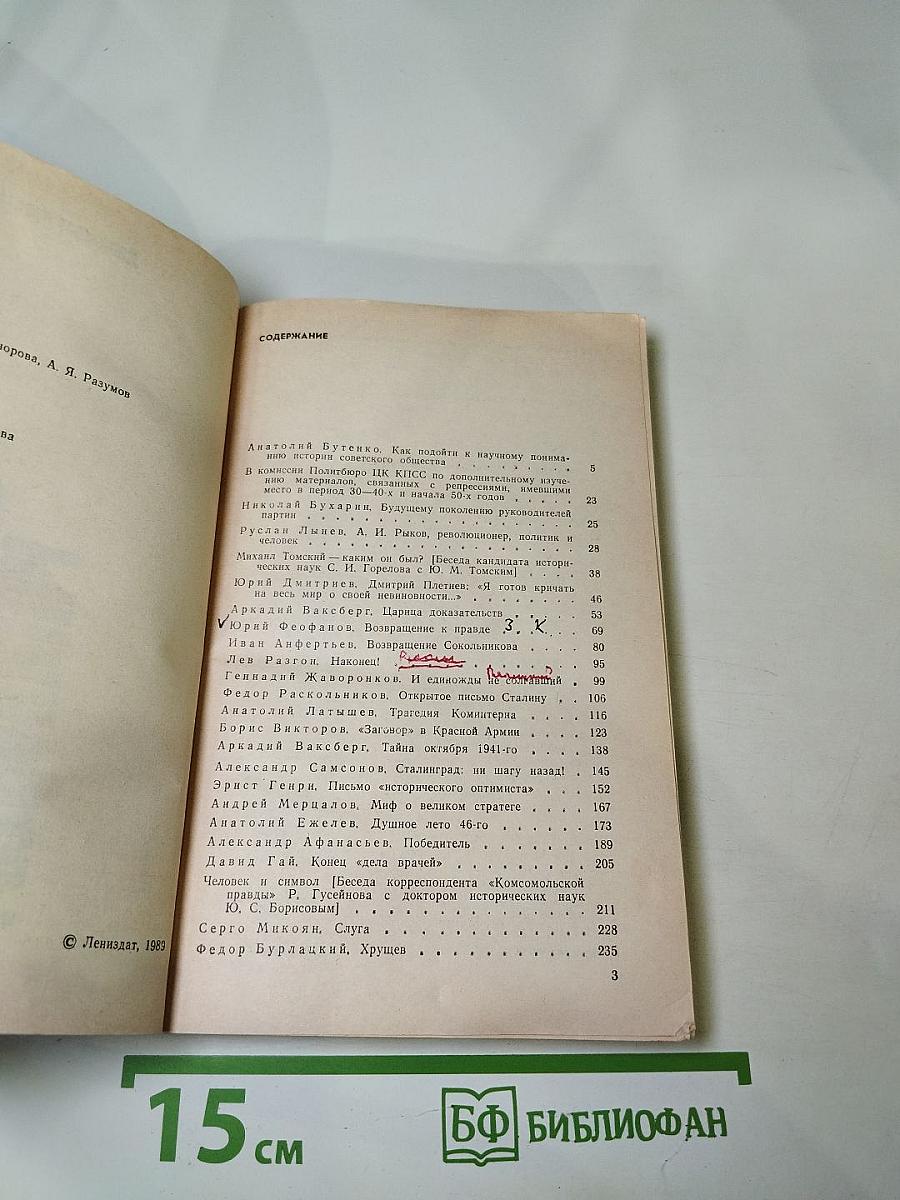 норова, А. Я. Разумов
ва
© Лениздат, 1989
СОДЕРЖАНИЕ
Анатолий Бутенко. Как подойти к научному понима-
нию истории советского общества . . . . . . . . 5
В комиссии Политбюро ЦК КПСС по дополнительному изуче-
нию материалов, связанных с репрессиями, имевшими
место в период 30—40-х и начала 50-х годов . . . . . 23
Николай Бухарин. Будущему поколению руководителей
партии . . . . . . . . . . . . . . . . 25
Руслан Лынев. А. И. Рыков, революционер, политик и
человек . . . . . . . . . . . . . . . . 28
Михаил Томский — каким он был? [Беседа кандидата истори-
ческих наук С. И. Горелова с Ю. М. Томским] . . . . 38
Юрий Дмитриев. Дмитрий Плетнев: «Я готов кричать
на весь мир о своей невиновности...» . . . . . . . 46
Аркадий Ваксберг. Царица доказательств . . . . . 53
Юрий Феофанов. Возвращение к правде З. Х. . . 69
Иван Анфертьев. Возвращение Сокольникова . . . . 80
Лев Разгон. Наконец! . . . . . . . . 95
Геннадий Жаворонков. И единожды не солгавший . 99
Федор Раскольников. Открытое письмо Сталину . . 106
Анатолий Латышев. Трагедия Коминтерна . . . . 116
Борис Викторов. «Заговор» в Красной Армии . . . . 123
Аркадий Ваксберг. Тайна октября 1941-го . . . . 138
Александр Самсонов. Сталинград: ни шагу назад! . 145
Эрнст Генри. Письмо «исторического оптимиста» . . . 152
Андрей Мерцалов. Миф о великом стратеге . . . . 167
Анатолий Ежелев. Душное лето 46-го . . . . . . 173
Александр Афанасьев. Победитель . . . . . . . 189
Давид Гай. Конец «дела врачей» . . . . . . . . . 205
Человек и символ [Беседа корреспондента «Комсомольской
правды» Р. Гусейнова с доктором исторических наук
Ю. С. Борисовым] . . . . . . . . . . . . . 211
Серго Микоян. Слуга . . . . . . . . . . . . 228
Федор Бурлацкий. Хрущев . . . . . . . . . . 235
3
15 см
БФ БИБЛИОФАН